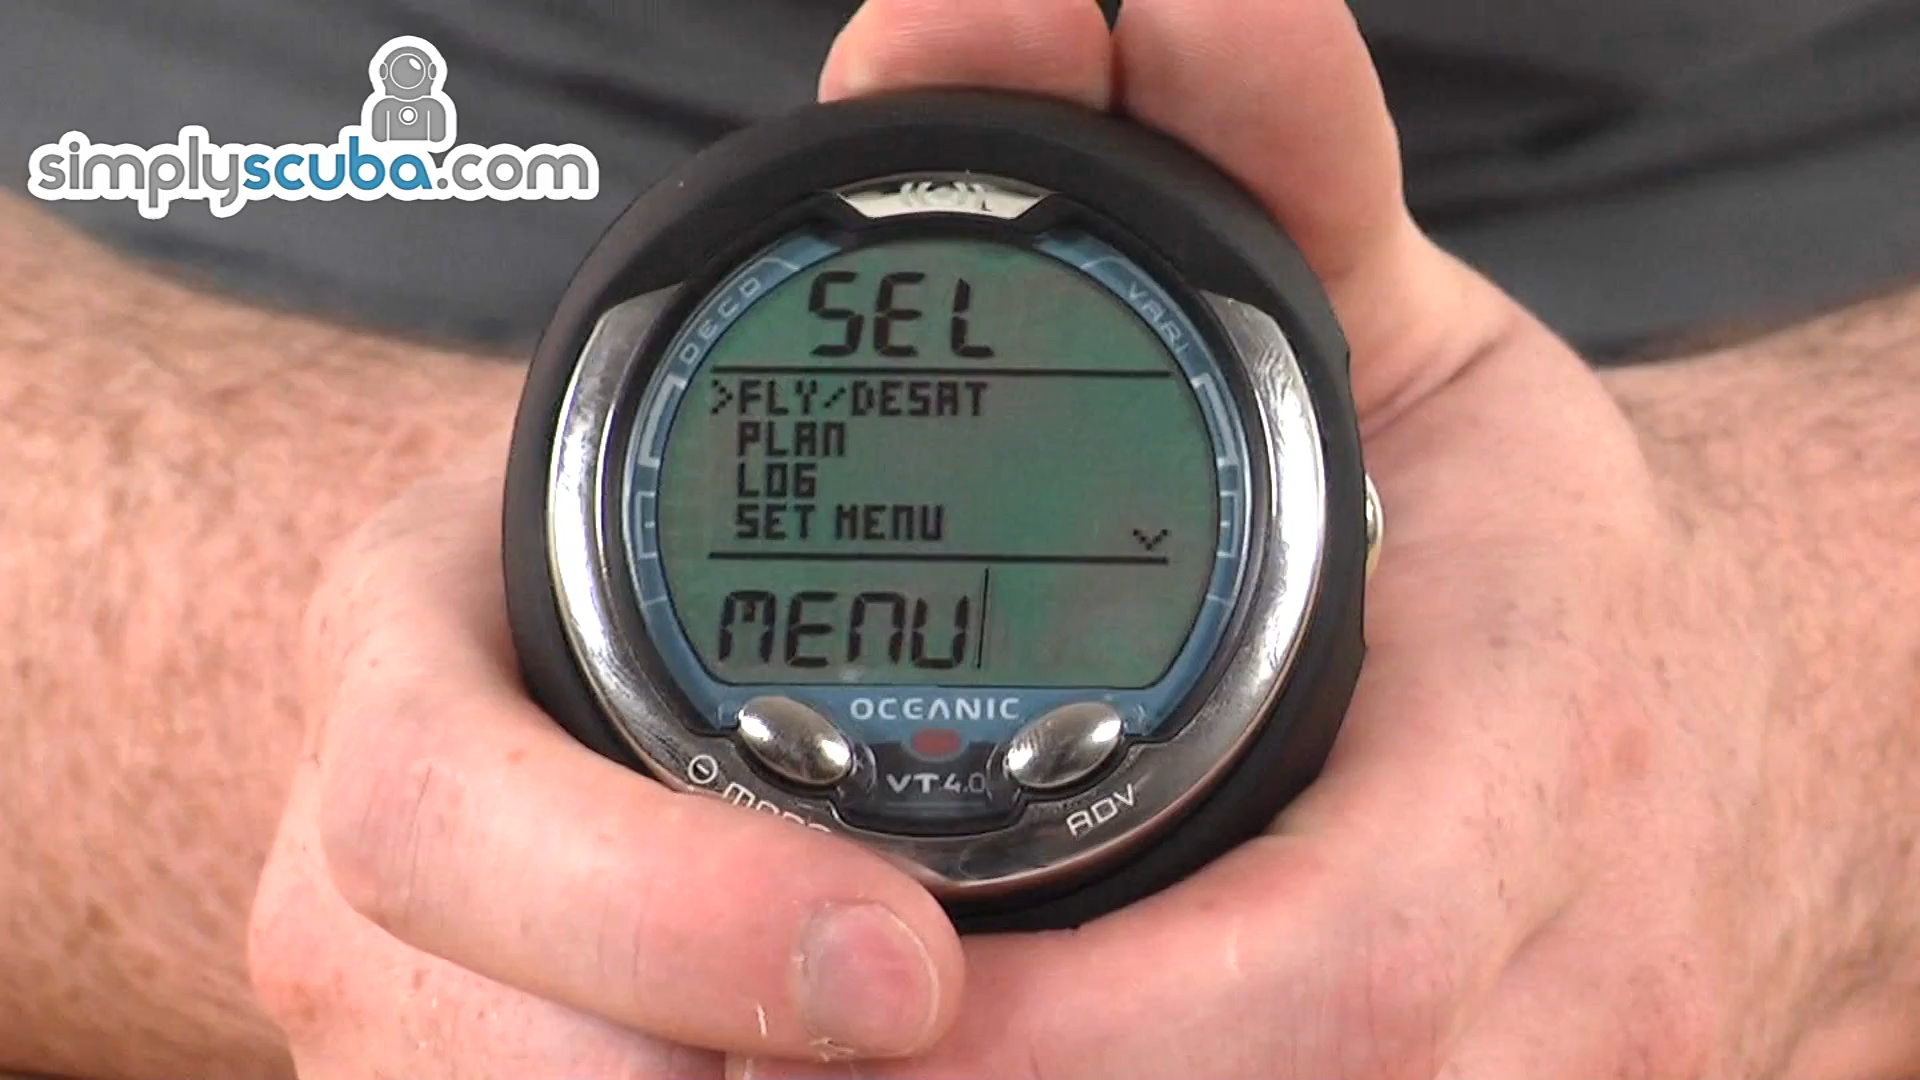 simplyscuba.com
DECO
VARI
SEL
>FLY/DESAT
PLAN
LOG
SET MENU
MENU
OCEANIC
VT4.0
ADV